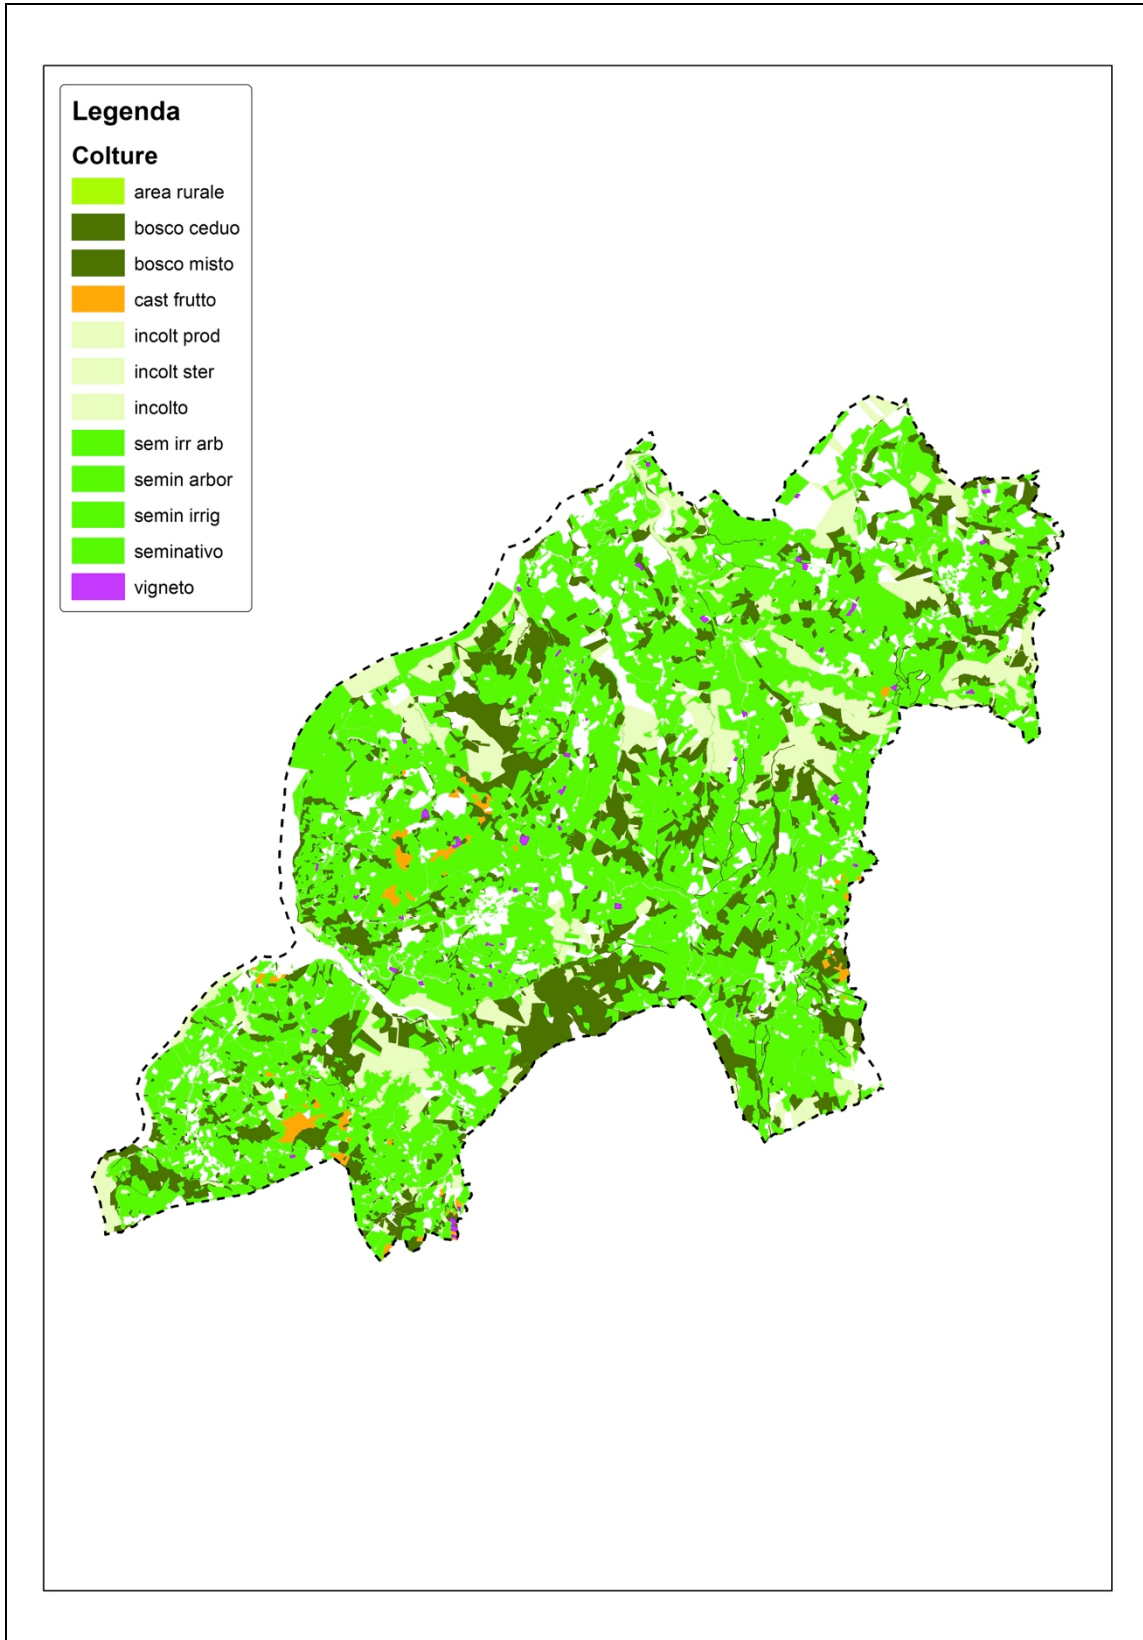 Legenda
Colture
area rurale
bosco ceduo
bosco misto
cast frutto
incolt prod
incolt ster
incolto
sem irr arb
semin arbor
semin irrig
seminativo
vigneto